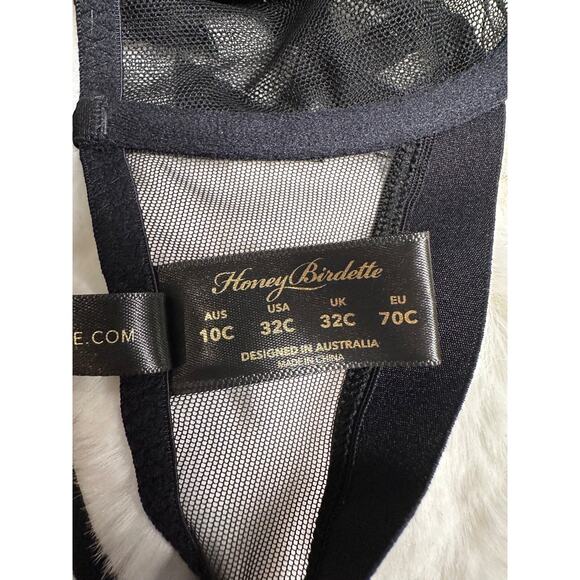 Honey Birdette
AUS USA UK EU
10C 32C 32C 70C
DESIGNED IN AUSTRALIA
MADE IN CHINA
E.COM